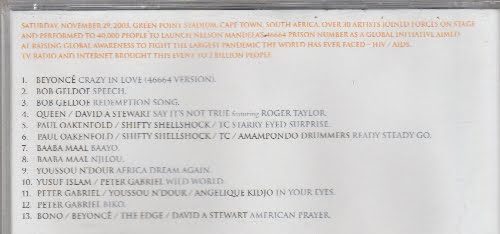 SATURDAY, NOVEMBER 29, 2003, GREEN POINT STADIUM, CAPE TOWN, SOUTH AFRICA. OVER 30 ARTISTS JOINED FORCES ON STAGE
AND PERFORMED TO 40,000 PEOPLE TO LAUNCH NELSON MANDELA'S 46664 PRISON NUMBER AS A GLOBAL INITIATIVE AIMED
AT RAISING GLOBAL AWARENESS TO FIGHT THE LARGEST PANDEMIC THE WORLD HAS EVER FACED – HIV / AIDS.
TV, RADIO AND INTERNET BROUGHT THIS EVENT TO 2 BILLION PEOPLE.
1. BEYONCÉ CRAZY IN LOVE (46664 VERSION).
2. BOB GELDOF SPEECH.
3. BOB GELDOF REDEMPTION SONG.
4. QUEEN / DAVID A STEWART SAY IT'S NOT TRUE featuring ROGER TAYLOR.
5. PAUL OAKENFOLD / SHIFTY SHELLSHOCK / TC STARRY EYED SURPRISE.
6. PAUL OAKENFOLD / SHIFTY SHELLSHOCK / TC / AMAMPONDO DRUMMERS READY STEADY GO.
7. BAABA MAAL BAAYO.
8. BAABA MAAL NJILOU.
9. YOUSSOU N'DOUR AFRICA DREAM AGAIN.
10. YUSUF ISLAM / PETER GABRIEL WILD WORLD.
11. PETER GABRIEL / YOUSSOU N'DOUR / ANGELIQUE KIDJO IN YOUR EYES.
12. PETER GABRIEL BIKO.
13. BONO / BEYONCÉ / THE EDGE / DAVID A STEWART AMERICAN PRAYER.